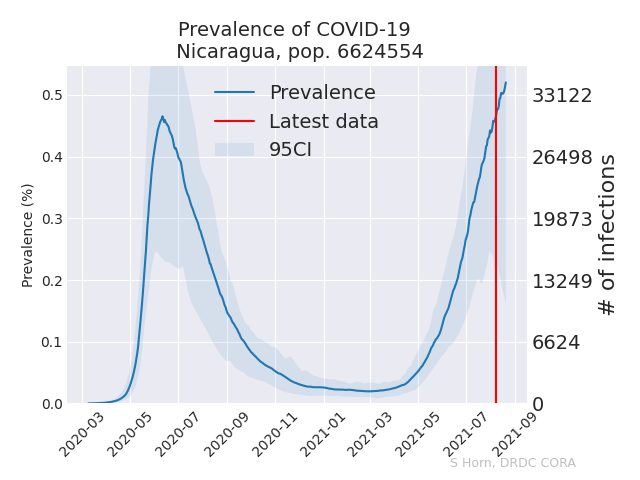 Prevalence of COVID-19
Nicaragua, pop. 6624554
Prevalence
Latest data
95CI
Prevalence (%)
0.5
0.4
0.3
0.2
0.1
0.0
33122
26498
19873
13249
6624
0
# of infections
2020-03
2020-05
2020-07
2020-09
2020-11
2021-01
2021-03
2021-05
2021-07
2021-09
S Horn, DRDC CORA